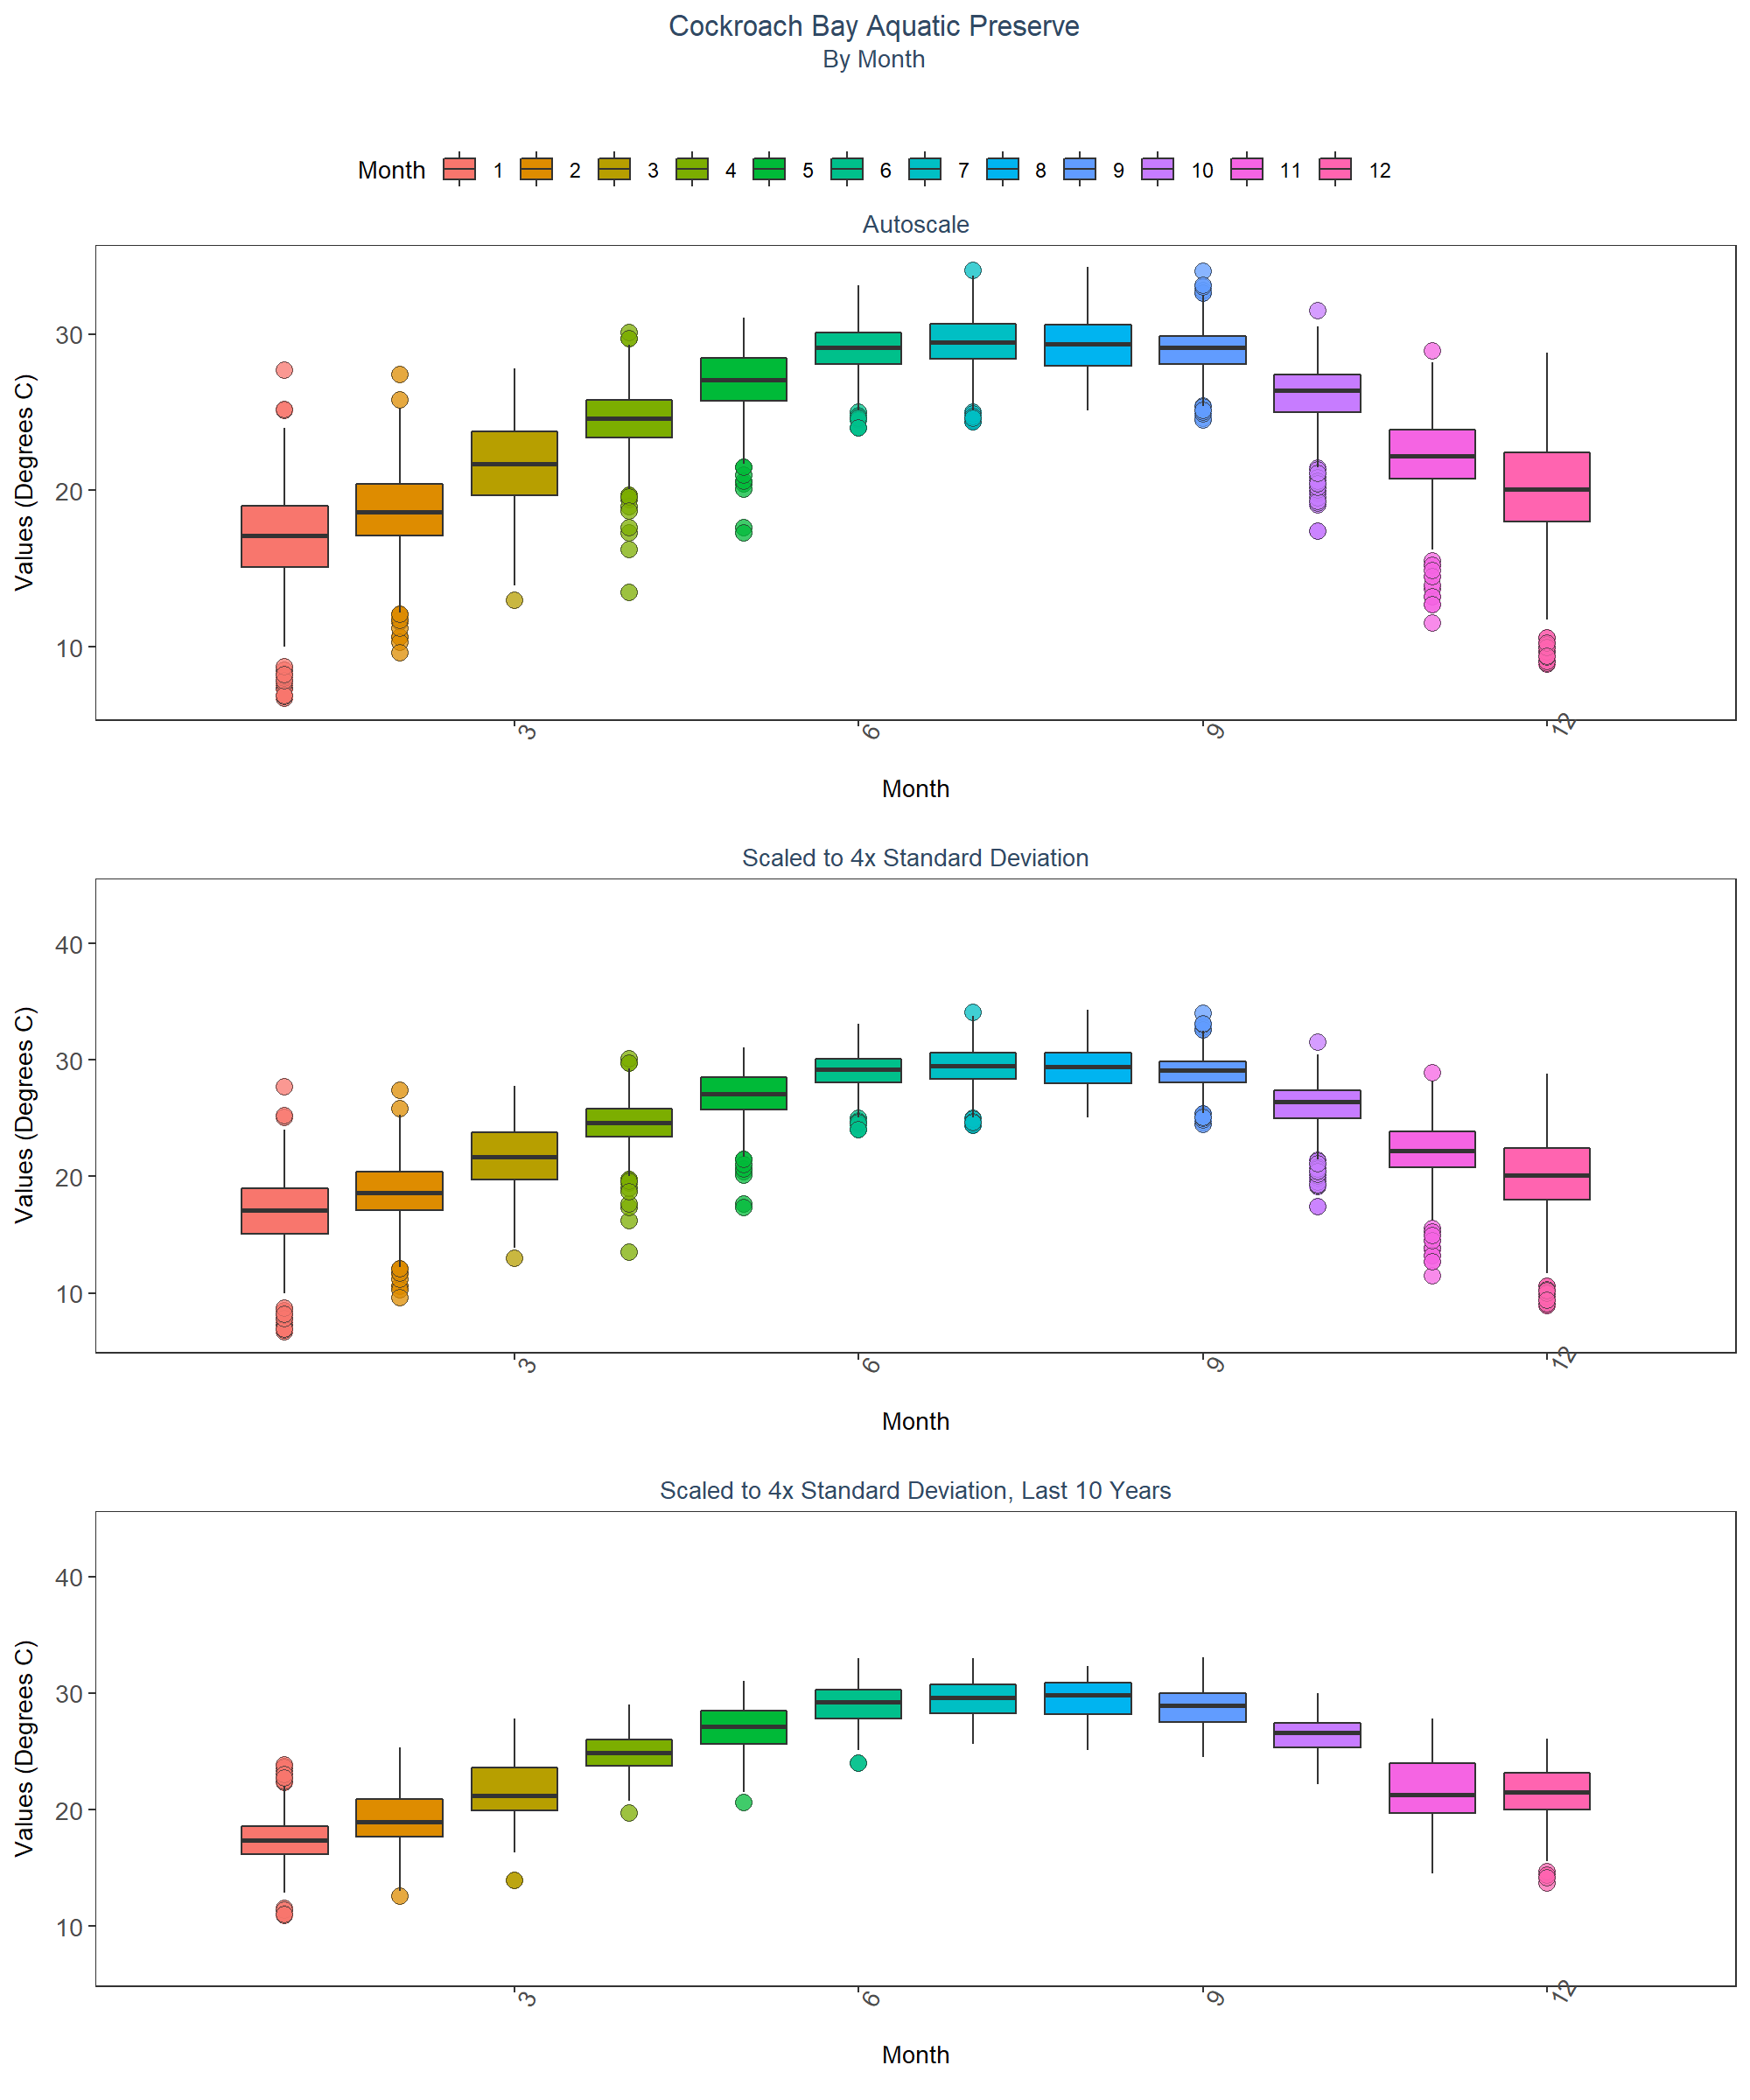 Cockroach Bay Aquatic Preserve
By Month
Month 1 2 3 4 5 6 7 8 9 10 11 12
Autoscale
Values (Degrees C)
30
20
10
3 6 9 12
Month
Scaled to 4x Standard Deviation
Values (Degrees C)
40
30
20
10
3 6 9 12
Month
Scaled to 4x Standard Deviation, Last 10 Years
Values (Degrees C)
40
30
20
10
3 6 9 12
Month